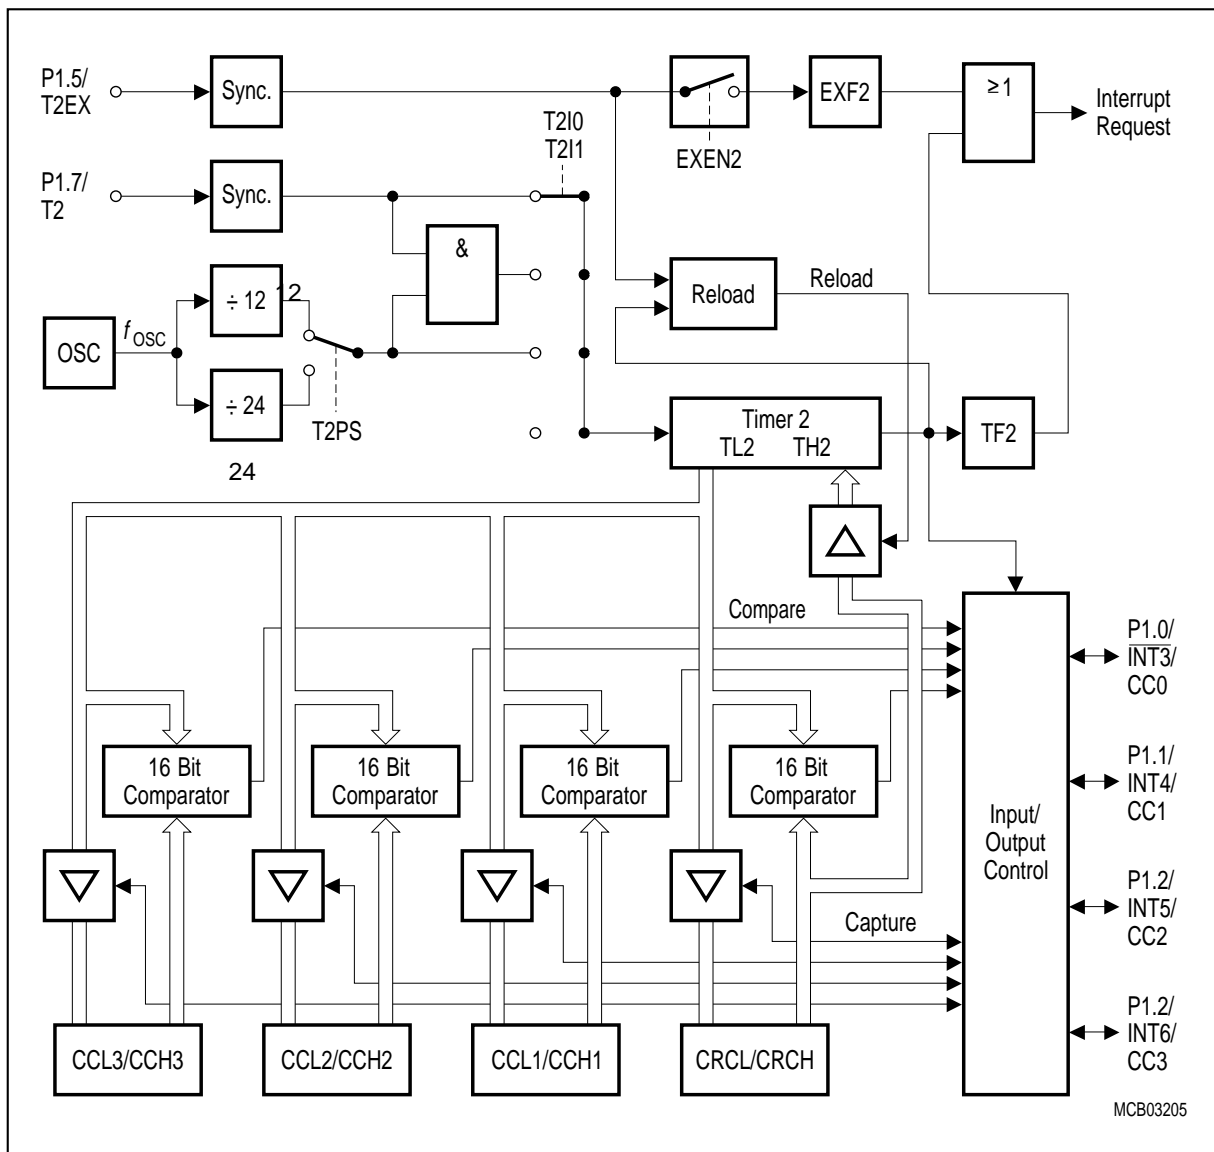 P1.5/
T2EX
Sync.
EXF2
≥1
Interrupt
Request
EXEN2
T2I0
T2I1
P1.7/
T2
Sync.
&
Reload
Reload
÷ 12
12
OSC
fOSC
÷ 24
24
T2PS
Timer 2
TL2 TH2
TF2
Compare
16 Bit
Comparator
16 Bit
Comparator
16 Bit
Comparator
16 Bit
Comparator
Input/
Output
Control
P1.0/
INT3/
CC0
P1.1/
INT4/
CC1
P1.2/
INT5/
CC2
P1.2/
INT6/
CC3
Capture
CCL3/CCH3
CCL2/CCH2
CCL1/CCH1
CRCL/CRCH
MCB03205